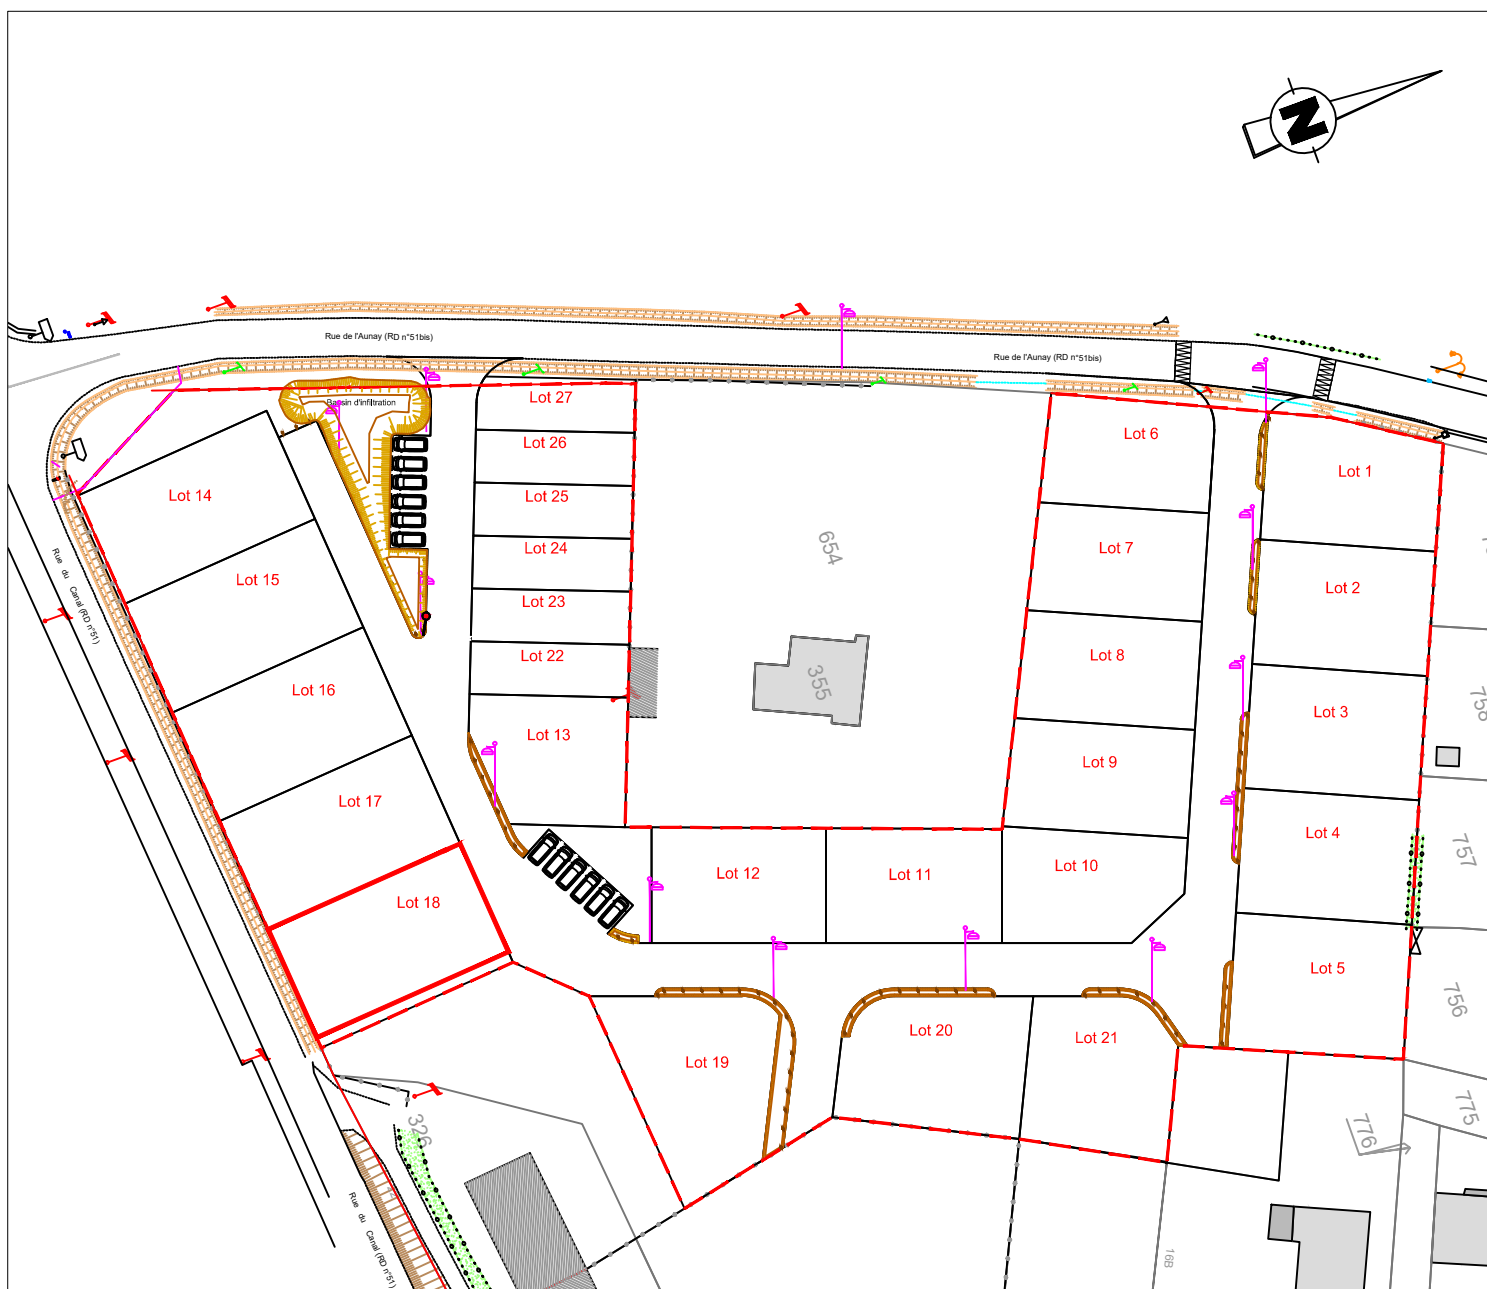 N
Rue de l'Aunay (RD n°51bis)
Rue de l'Aunay (RD n°51bis)
Bassin d'infiltration
Lot 27
Lot 26
Lot 25
Lot 24
Lot 23
Lot 22
Lot 13
Lot 14
Lot 15
Lot 16
Lot 17
Lot 18
Rue du Canal (RD n°51)
654
355
Lot 6
Lot 7
Lot 8
Lot 9
Lot 10
Lot 11
Lot 12
Lot 1
Lot 2
Lot 3
Lot 4
Lot 5
758
757
756
775
776
Lot 19
Lot 20
Lot 21
326
Rue du Canal (RD n°51)
16B